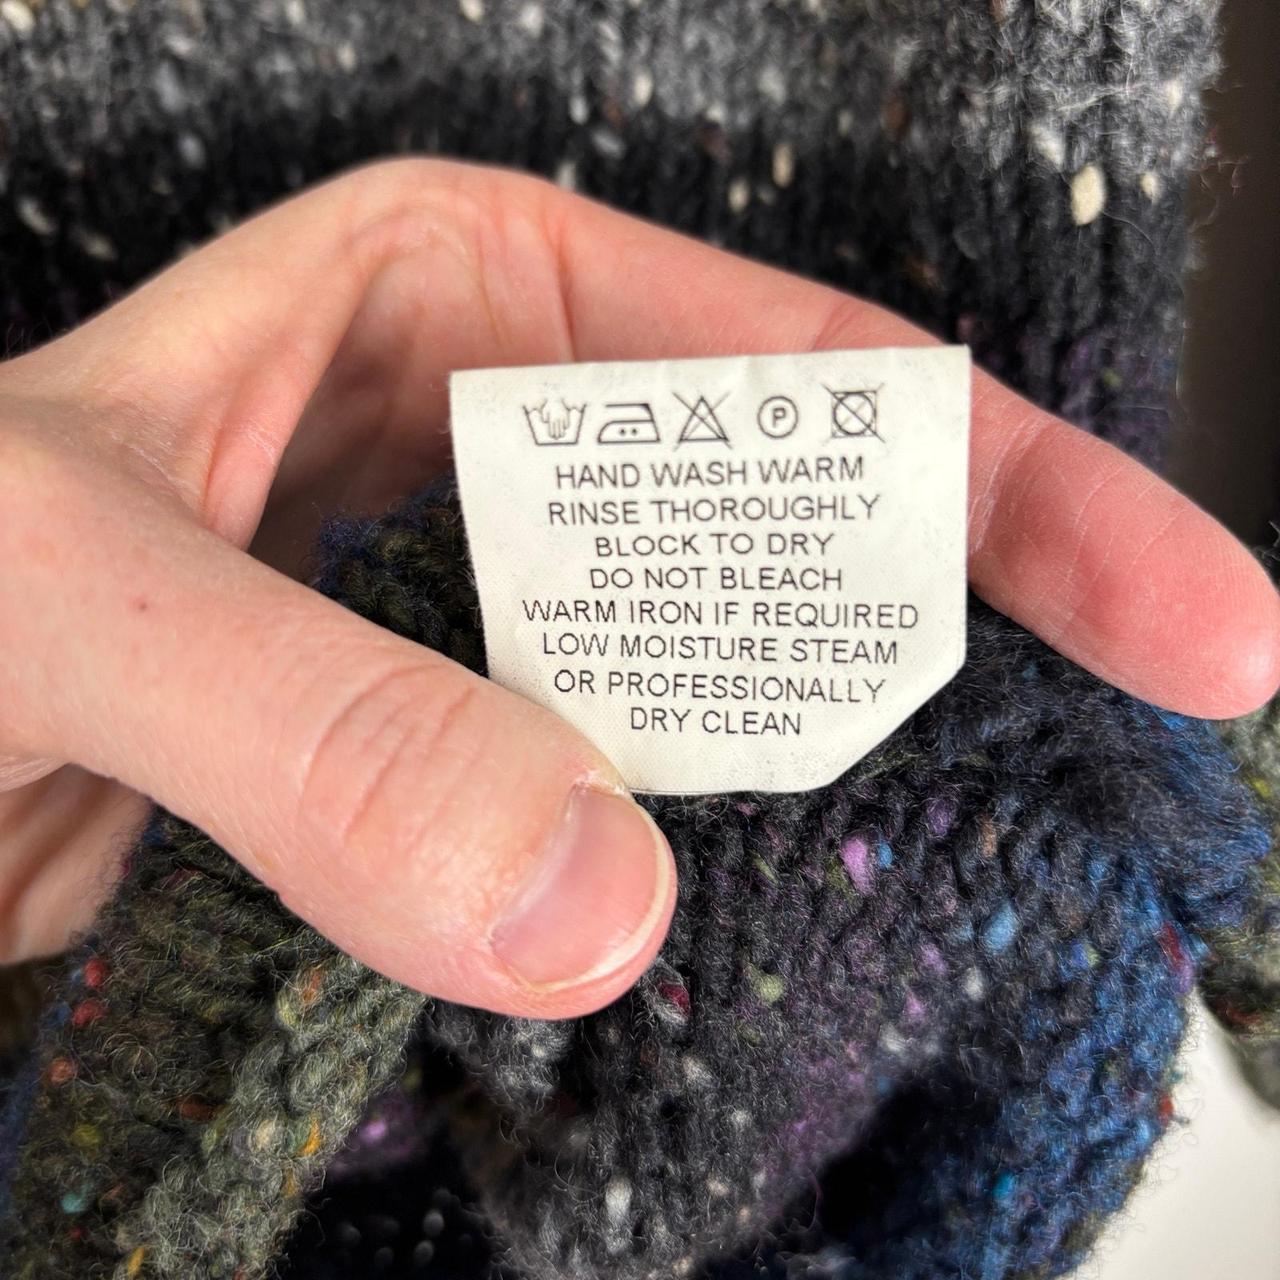 P
HAND WASH WARM
RINSE THOROUGHLY
BLOCK TO DRY
DO NOT BLEACH
WARM IRON IF REQUIRED
LOW MOISTURE STEAM
OR PROFESSIONALLY
DRY CLEAN